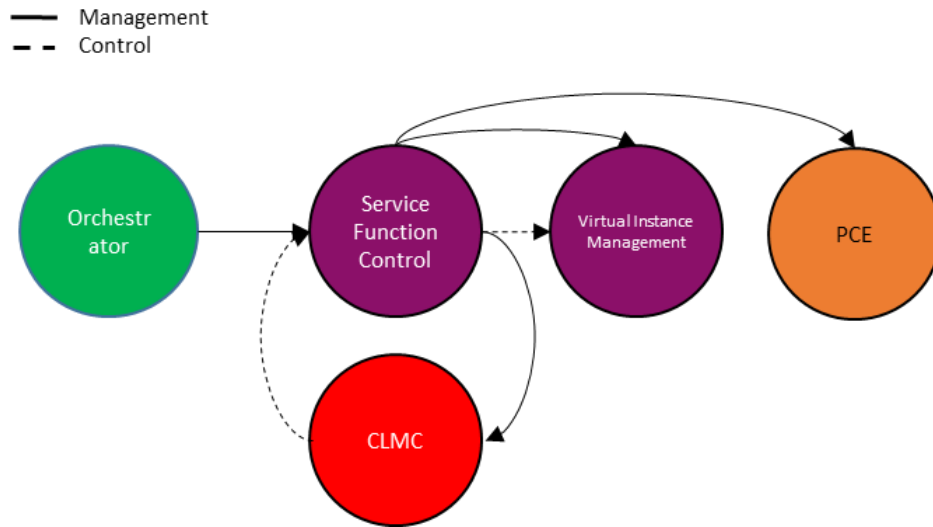 Management
Control
Orchestr
ator
Service
Function
Control
Virtual Instance
Management
PCE
CLMC